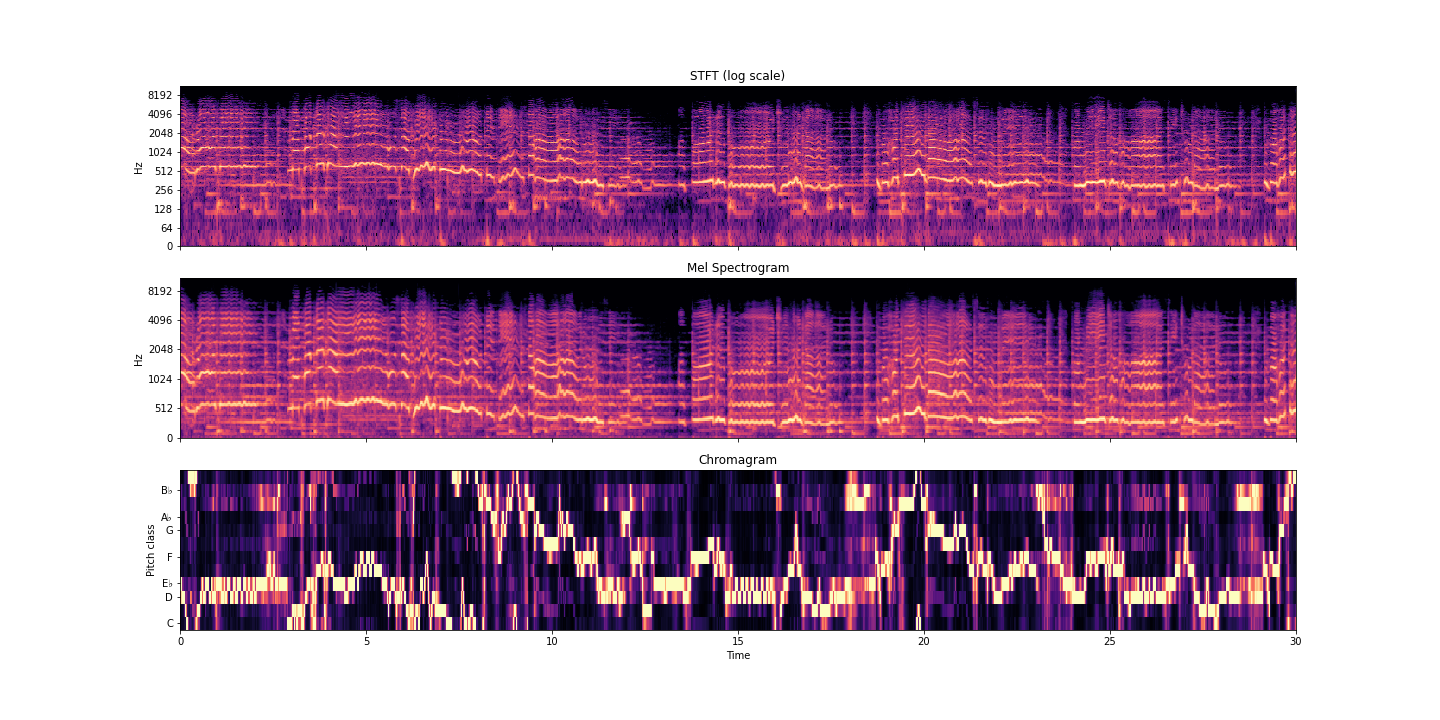 STFT (log scale)
8192
4096
2048
1024
512
256
128
64
0
Hz
Mel Spectrogram
8192
4096
2048
1024
512
0
Hz
Chromagram
B♭
A♭
G
F
E♭
D
C
Pitch class
0 5 10 15 20 25 30
Time